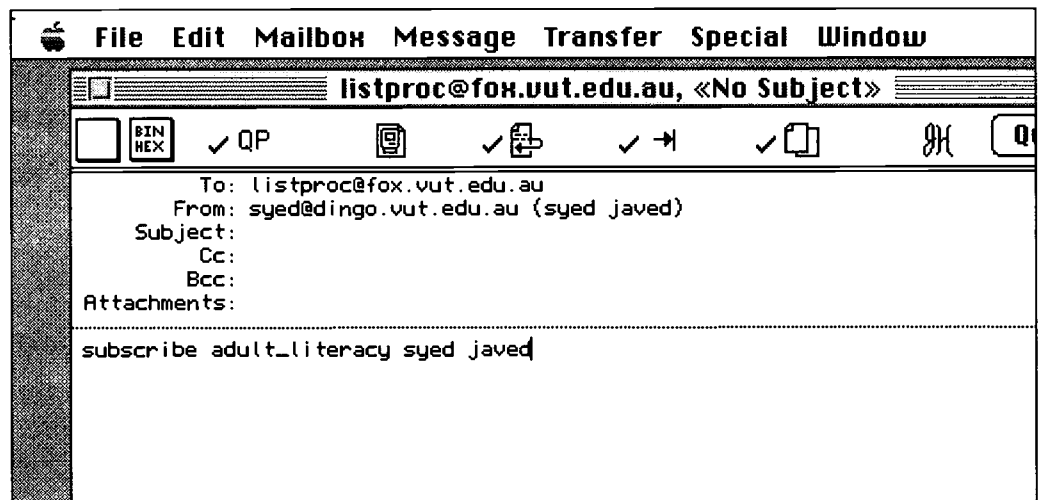 File Edit Mailbox Message Transfer Special Window
listproc@fox.vut.edu.au, «No Subject»
BIN HEX QP
To: listproc@fox.vut.edu.au
From: syed@dingo.vut.edu.au (syed javed)
Subject:
Cc:
Bcc:
Attachments:
subscribe adult_literacy syed javed